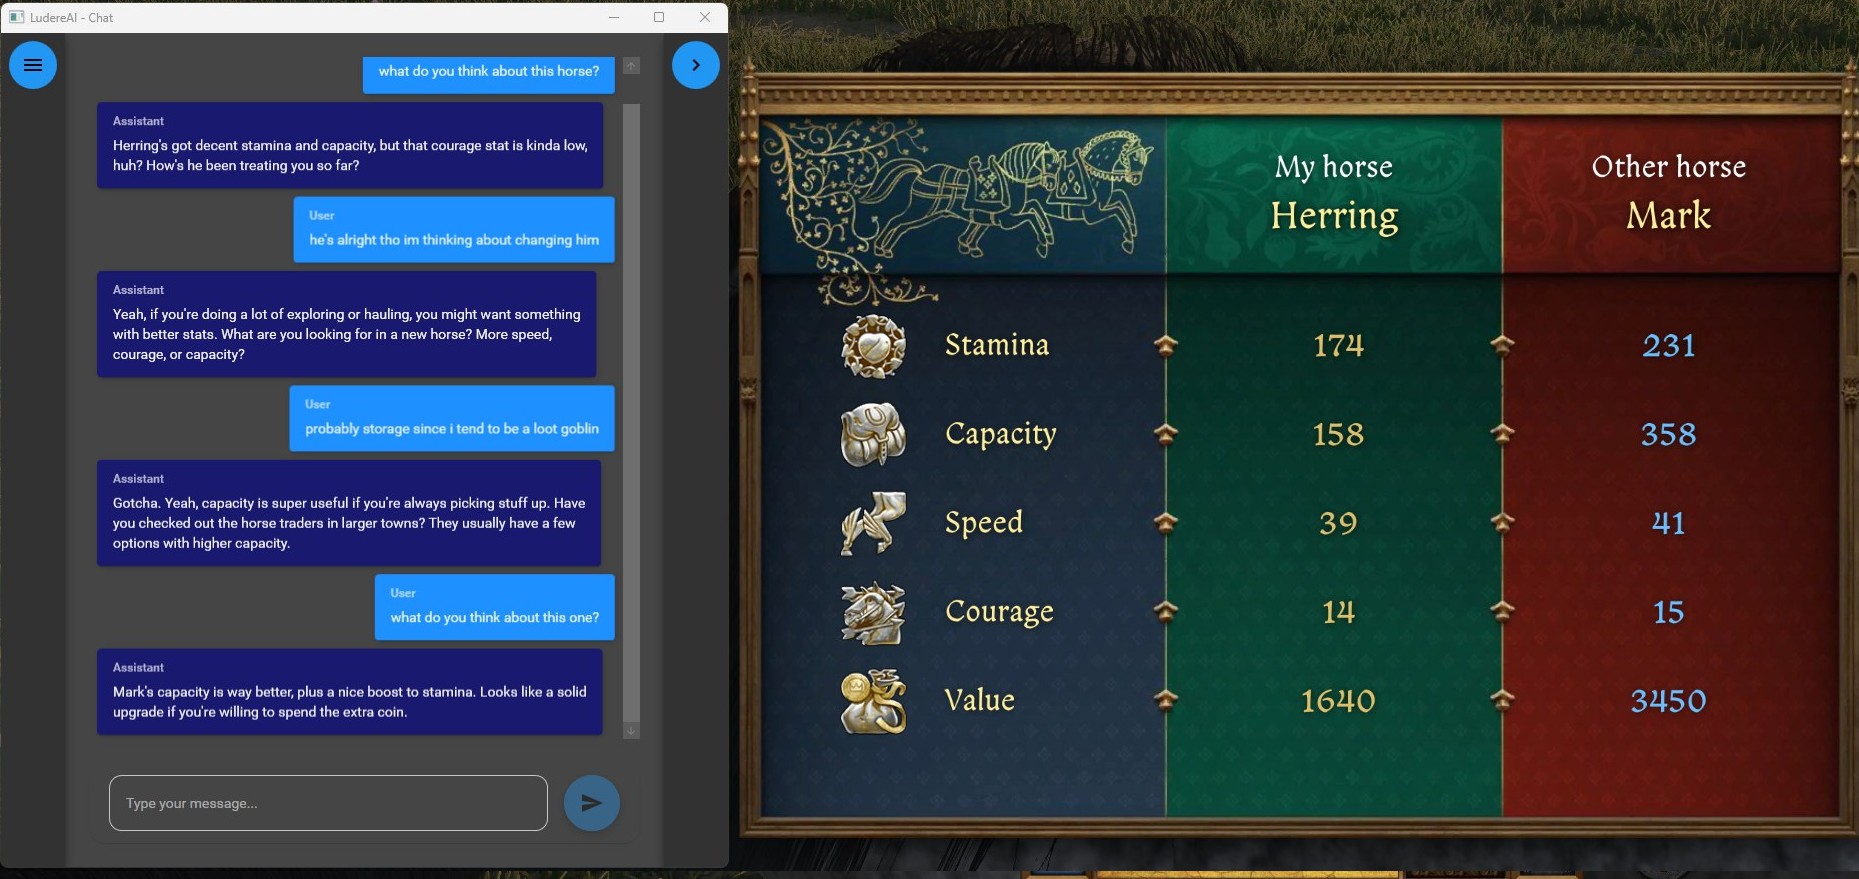 LudereAI - Chat
what do you think about this horse?
Assistant
Herring's got decent stamina and capacity, but that courage stat is kinda low,
huh? How's he been treating you so far?
User
he's alright tho im thinking about changing him
Assistant
Yeah, if you're doing a lot of exploring or hauling, you might want something
with better stats. What are you looking for in a new horse? More speed,
courage, or capacity?
User
probably storage since i tend to be a loot goblin
Assistant
Gotcha. Yeah, capacity is super useful if you're always picking stuff up. Have
you checked out the horse traders in larger towns? They usually have a few
options with higher capacity.
User
what do you think about this one?
Assistant
Mark's capacity is way better, plus a nice boost to stamina. Looks like a solid
upgrade if you're willing to spend the extra coin.
Type your message...
My horse
Herring
Other horse
Mark
Stamina 174 231
Capacity 158 358
Speed 39 41
Courage 14 15
Value 1640 3450